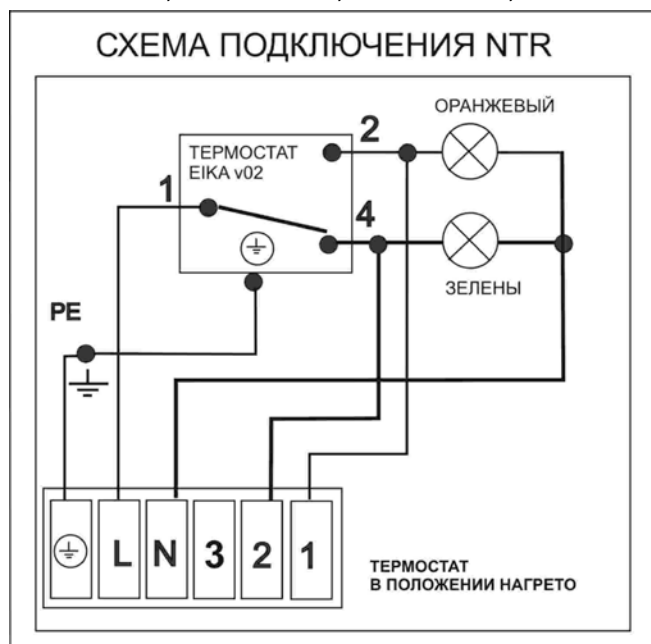 СХЕМА ПОДКЛЮЧЕНИЯ NTR
ОРАНЖЕВЫЙ
2
ТЕРМОСТАТ
EIKA v02
1
4
ЗЕЛЕНЫ
PE
L N 3 2 1
ТЕРМОСТАТ
В ПОЛОЖЕНИИ НАГРЕТО